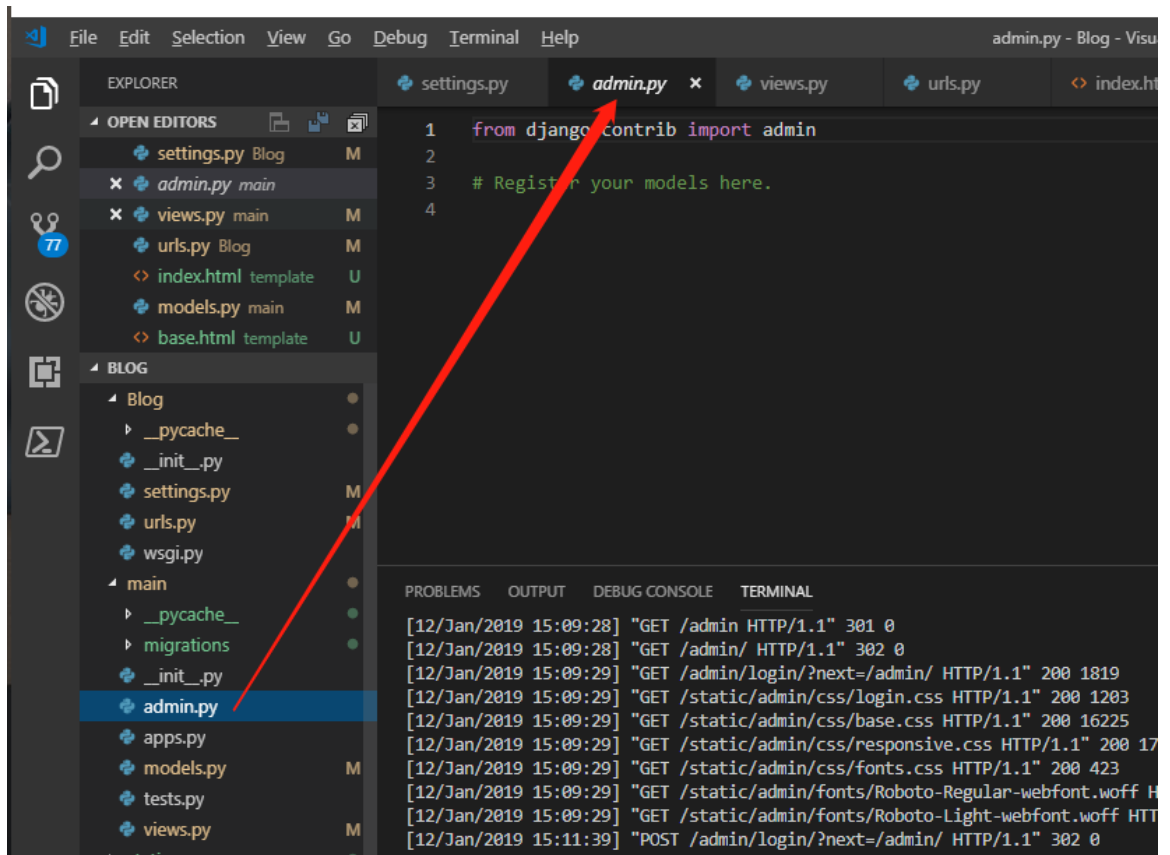 File Edit Selection View Go Debug Terminal Help
admin.py - Blog - Visu
EXPLORER
settings.py
admin.py
views.py
urls.py
index.ht
OPEN EDITORS
settings.py Blog M
admin.py main
views.py main M
urls.py Blog M
index.html template U
models.py main M
base.html template U
77
BLOG
Blog
__pycache__
__init__.py
settings.py M
urls.py M
wsgi.py
main
__pycache__
migrations
__init__.py
admin.py
apps.py
models.py M
tests.py
views.py M
1 from django.contrib import admin
2
3 # Register your models here.
4
PROBLEMS OUTPUT DEBUG CONSOLE TERMINAL
[12/Jan/2019 15:09:28] "GET /admin HTTP/1.1" 301 0
[12/Jan/2019 15:09:28] "GET /admin/ HTTP/1.1" 302 0
[12/Jan/2019 15:09:29] "GET /admin/login/?next=/admin/ HTTP/1.1" 200 1819
[12/Jan/2019 15:09:29] "GET /static/admin/css/login.css HTTP/1.1" 200 1203
[12/Jan/2019 15:09:29] "GET /static/admin/css/base.css HTTP/1.1" 200 16225
[12/Jan/2019 15:09:29] "GET /static/admin/css/responsive.css HTTP/1.1" 200 17
[12/Jan/2019 15:09:29] "GET /static/admin/css/fonts.css HTTP/1.1" 200 423
[12/Jan/2019 15:09:29] "GET /static/admin/fonts/Roboto-Regular-webfont.woff H
[12/Jan/2019 15:09:29] "GET /static/admin/fonts/Roboto-Light-webfont.woff HTT
[12/Jan/2019 15:11:39] "POST /admin/login/?next=/admin/ HTTP/1.1" 302 0